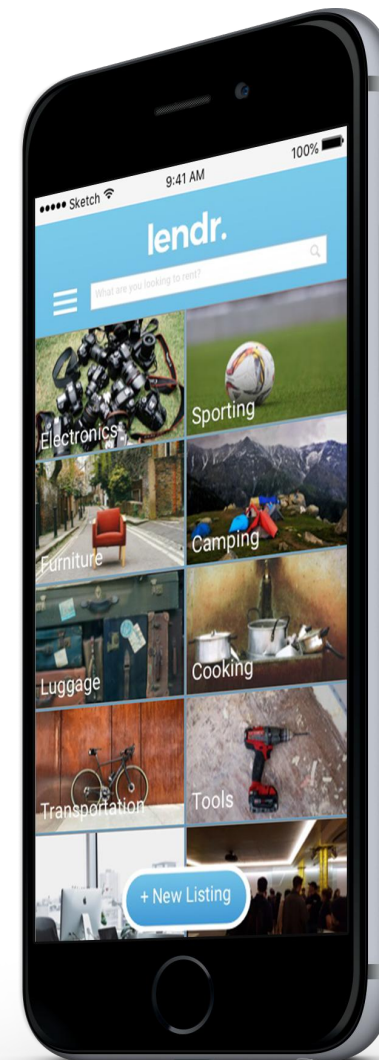 ●●●●● Sketch 9:41 AM 100%
lendr.
What are you looking to rent?
Electronics
Sporting
Furniture
Camping
Luggage
Cooking
Transportation
Tools
+ New Listing